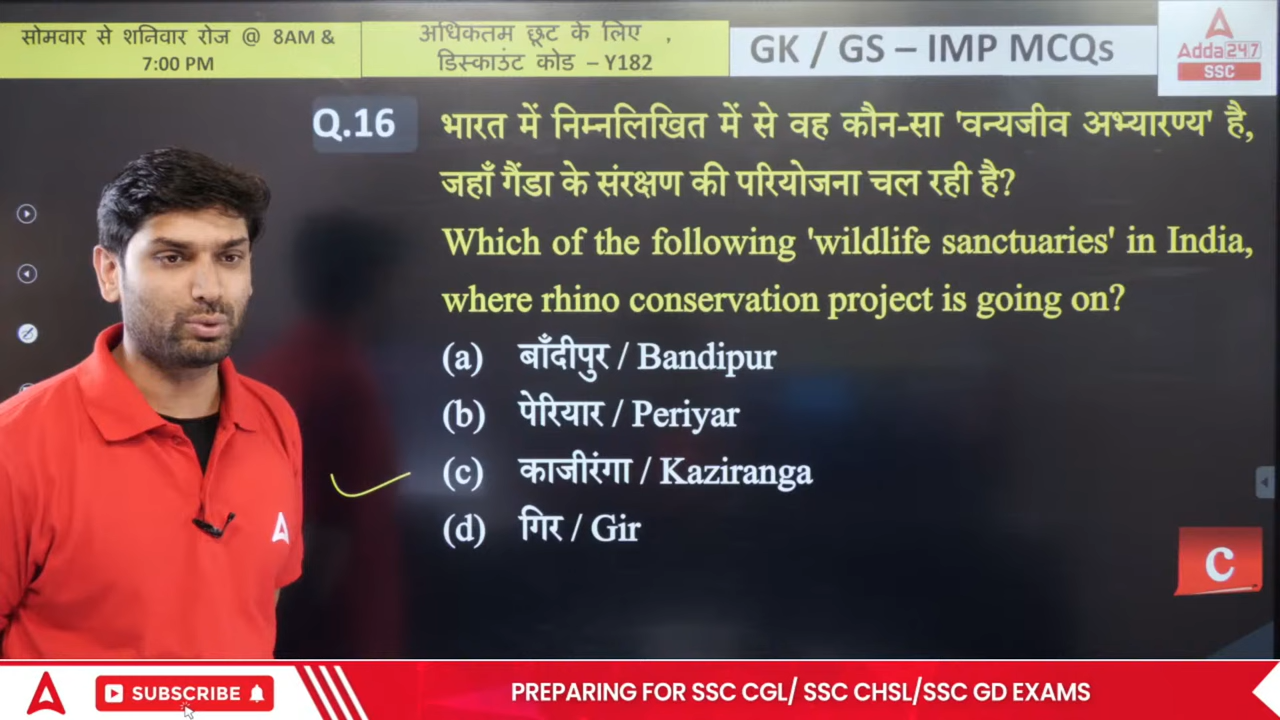 सोमवार से शनिवार रोज @ 8AM &
7:00 PM
अधिकतम छूट के लिए ,
डिस्काउंट कोड – Y182
GK / GS – IMP MCQs
Adda247
SSC
Q.16
भारत में निम्नलिखित में से वह कौन-सा 'वन्यजीव अभ्यारण्य' है,
जहाँ गैंडा के संरक्षण की परियोजना चल रही है?
Which of the following 'wildlife sanctuaries' in India,
where rhino conservation project is going on?
(a) बाँदीपुर / Bandipur
(b) पेरियार / Periyar
(c) काजीरंगा / Kaziranga
(d) गिर / Gir
C
SUBSCRIBE
PREPARING FOR SSC CGL/ SSC CHSL/SSC GD EXAMS